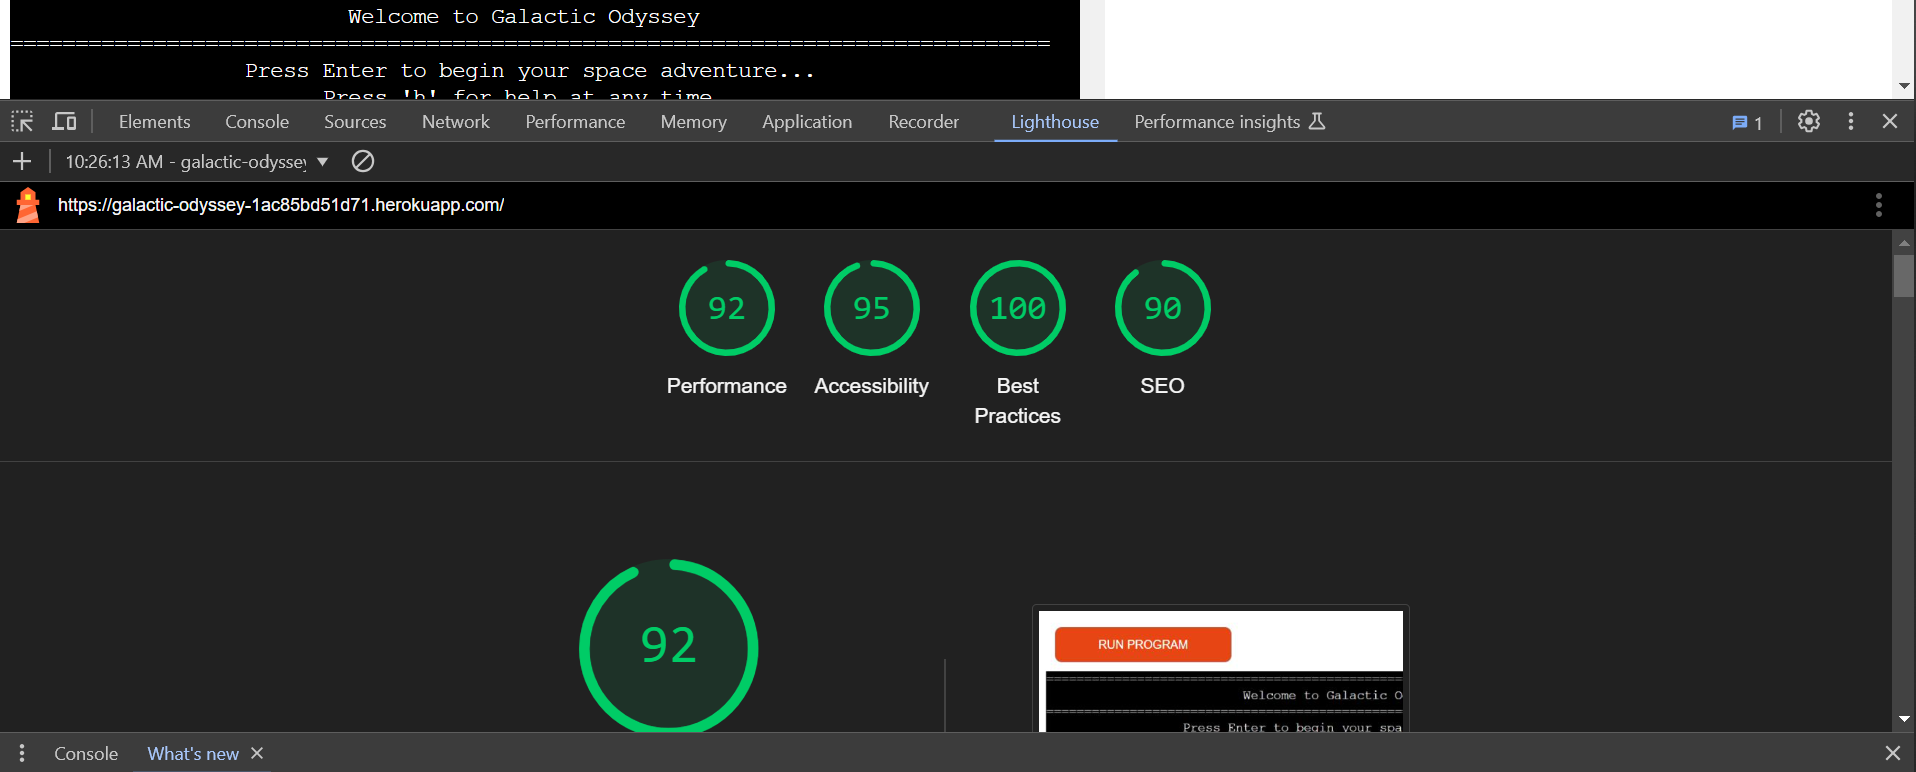 Welcome to Galactic Odyssey
================================================================================
Press Enter to begin your space adventure...
Press 'h' for help at any time
Elements Console Sources Network Performance Memory Application Recorder Lighthouse Performance insights 1
10:26:13 AM - galactic-odyssey
https://galactic-odyssey-1ac85bd51d71.herokuapp.com/
92 95 100 90
Performance Accessibility Best Practices SEO
92
RUN PROGRAM
Welcome to Galactic O
Press Enter to begin your spa
Console What's new